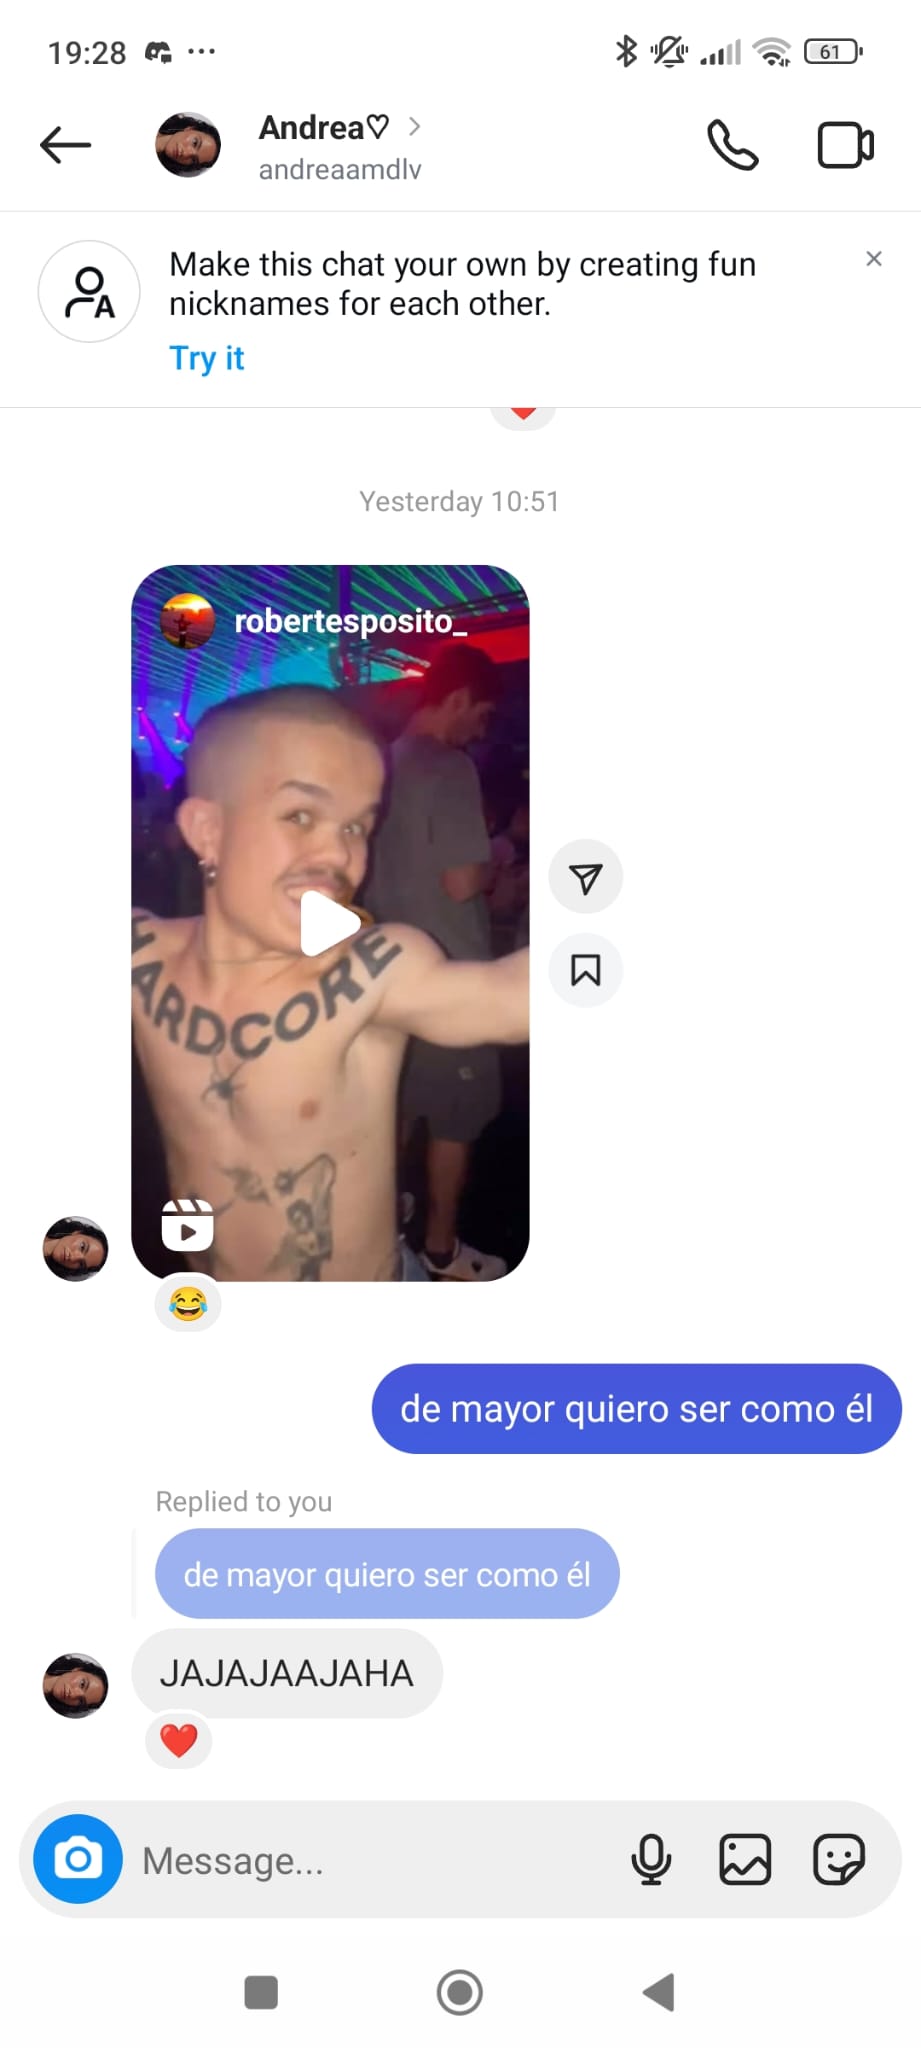 19:28
61
Andrea♡
andreaamdlv
Make this chat your own by creating fun
nicknames for each other.
Try it
Yesterday 10:51
robertesposito_
ARDCORE
de mayor quiero ser como él
Replied to you
de mayor quiero ser como él
JAJAJAAJAHA
Message...